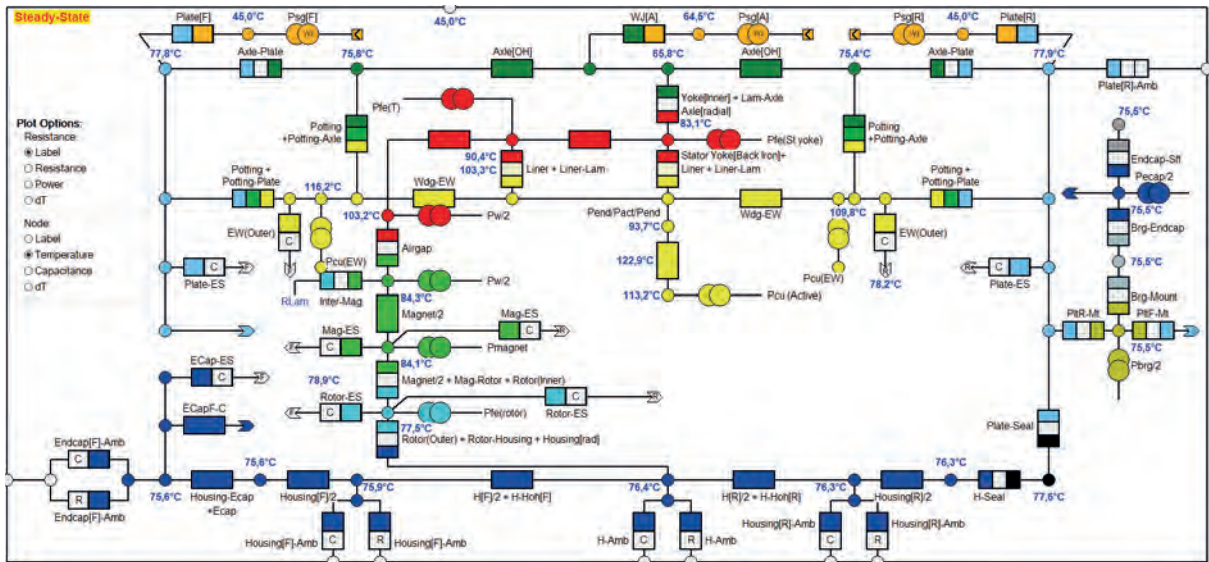 Steady-State
Plate[F]
45,0°C
Psg[F]
45,0°C
WJ[A]
64,5°C
Psg[A]
Psg[R]
45,0°C
Plate[R]
77,8°C
Axle-Plate
75,8°C
Axle[OH]
65,8°C
Axle[OH]
75,4°C
Axle-Plate
77,9°C
Plate[R]-Amb
Pfe(T)
Yoke[Inner] + Lam-Axle
Axle[radial]
83,1°C
75,5°C
Plot Options:
Resistance:
Label
Resistance
Power
dT
Node:
Label
Temperature
Capacitance
dT
Potting
+Potting-Axle
Pfe(St yoke)
Potting
+Potting-Axle
90,4°C
103,3°C
Liner + Liner-Lam
Stator Yoke[Back Iron]+
Liner + Liner-Lam
Endcap-Sft
Potting +
Potting-Plate
116,2°C
Wdg-EW
Wdg-EW
Potting +
Potting-Plate
Pecap/2
103,2°C
Pw/2
Pend/Pact/Pend
93,7°C
109,8°C
75,5°C
EW(Outer)
C
Airgap
EW(Outer)
C
Brg-Endcap
Pcu(EW)
122,9°C
Pcu(EW)
78,2°C
75,5°C
C
Plate-ES
RLam
Inter-Mag
Pw/2
84,3°C
113,2°C
Pcu (Active)
C
Plate-ES
Magnet/2
Brg-Mount
Mag-ES
C
Mag-ES
C
Pmagnet
PltR-Mt
PltF-Mt
ECap-ES
C
84,1°C
75,5°C
Magnet/2 + Mag-Rotor + Rotor(Inner)
Pbrg/2
78,9°C
Rotor-ES
C
Pfe(rotor)
C
Rotor-ES
ECapF-C
77,5°C
Rotor(Outer) + Rotor-Housing + Housing[rad]
Plate-Seal
Endcap[F]-Amb
C
R
Endcap[F]-Amb
75,6°C
75,6°C
Housing-Ecap
+Ecap
Housing[F]/2
75,9°C
H[F]/2 + H-Hoh[F]
76,4°C
H[R]/2 + H-Hoh[R]
76,3°C
Housing[R]/2
76,3°C
H-Seal
77,6°C
Housing[F]-Amb
C
R
Housing[F]-Amb
H-Amb
C
R
H-Amb
Housing[R]-Amb
C
R
Housing[R]-Amb